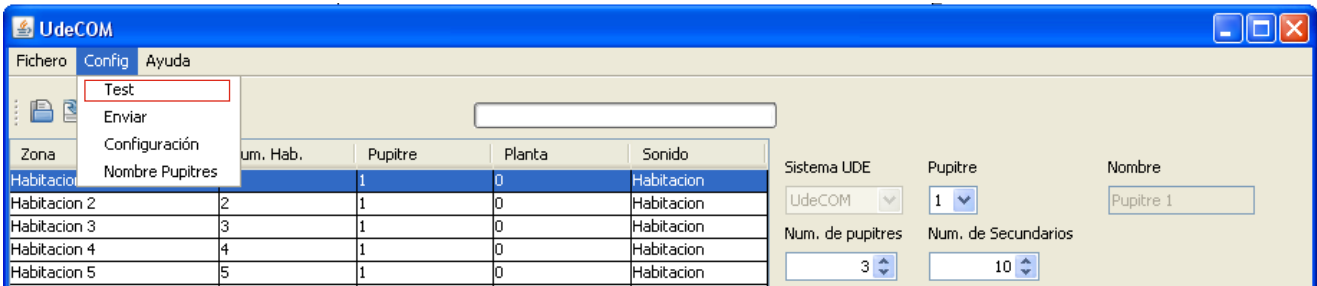 UdeCOM
Fichero Config Ayuda
Test
Enviar
Configuración
Nombre Pupitres
Zona um. Hab. Pupitre Planta Sonido
Habitacion 1 0 Habitacion
Habitacion 2 2 1 0 Habitacion
Habitacion 3 3 1 0 Habitacion
Habitacion 4 4 1 0 Habitacion
Habitacion 5 5 1 0 Habitacion
Sistema UDE Pupitre Nombre
UdeCOM 1 Pupitre 1
Num. de pupitres Num. de Secundarios
3 10